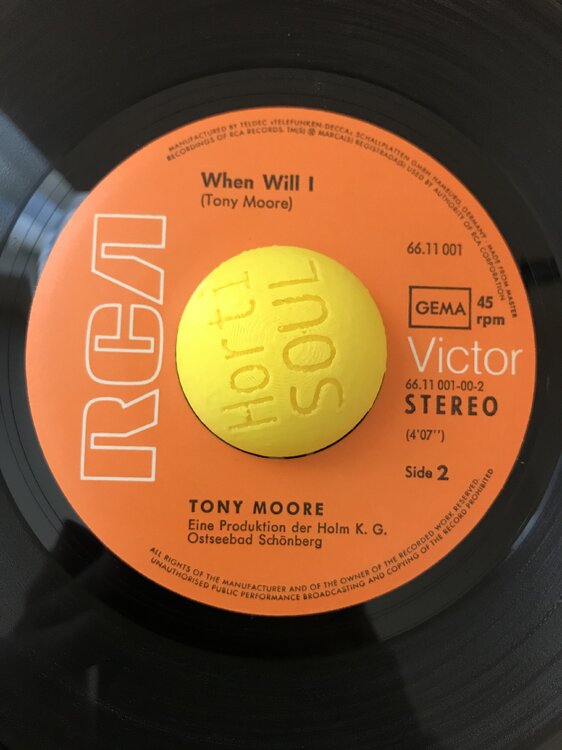 MANUFACTURED BY TELDEC »TELEFUNKEN-DECCA« SCHALLPLATTEN GMBH HAMBURG, GERMANY, MADE FROM MASTER
RECORDINGS OF RCA RECORDS. TM(S) ® MARCA(S) REGISTRADA(S) USED BY AUTHORITY OF RCA CORPORATION
When Will I
(Tony Moore)
66.11 001
GEMA
45
rpm
RCA
Victor
66.11 001-00-2
STEREO
(4'07'')
Side 2
Horti
SOUL
TONY MOORE
Eine Produktion der Holm K. G.
Ostseebad Schönberg
ALL RIGHTS OF THE MANUFACTURER AND OF THE OWNER OF THE RECORDED WORK RESERVED.
UNAUTHORISED PUBLIC PERFORMANCE BROADCASTING AND COPYING OF THE RECORD PROHIBITED